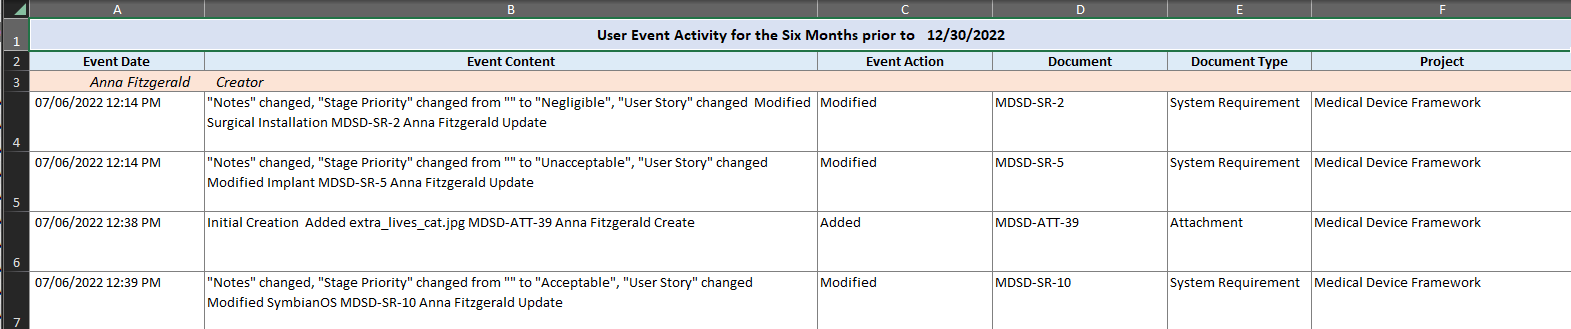 A B C D E F
1 User Event Activity for the Six Months prior to 12/30/2022
2 Event Date Event Content Event Action Document Document Type Project
3 Anna Fitzgerald Creator
07/06/2022 12:14 PM "Notes" changed, "Stage Priority" changed from "" to "Negligible", "User Story" changed Modified Modified MDSD-SR-2 System Requirement Medical Device Framework
Surgical Installation MDSD-SR-2 Anna Fitzgerald Update
4
07/06/2022 12:14 PM "Notes" changed, "Stage Priority" changed from "" to "Unacceptable", "User Story" changed Modified MDSD-SR-5 System Requirement Medical Device Framework
Modified Implant MDSD-SR-5 Anna Fitzgerald Update
5
07/06/2022 12:38 PM Initial Creation Added extra_lives_cat.jpg MDSD-ATT-39 Anna Fitzgerald Create Added MDSD-ATT-39 Attachment Medical Device Framework
6
07/06/2022 12:39 PM "Notes" changed, "Stage Priority" changed from "" to "Acceptable", "User Story" changed Modified MDSD-SR-10 System Requirement Medical Device Framework
Modified SymbianOS MDSD-SR-10 Anna Fitzgerald Update
7